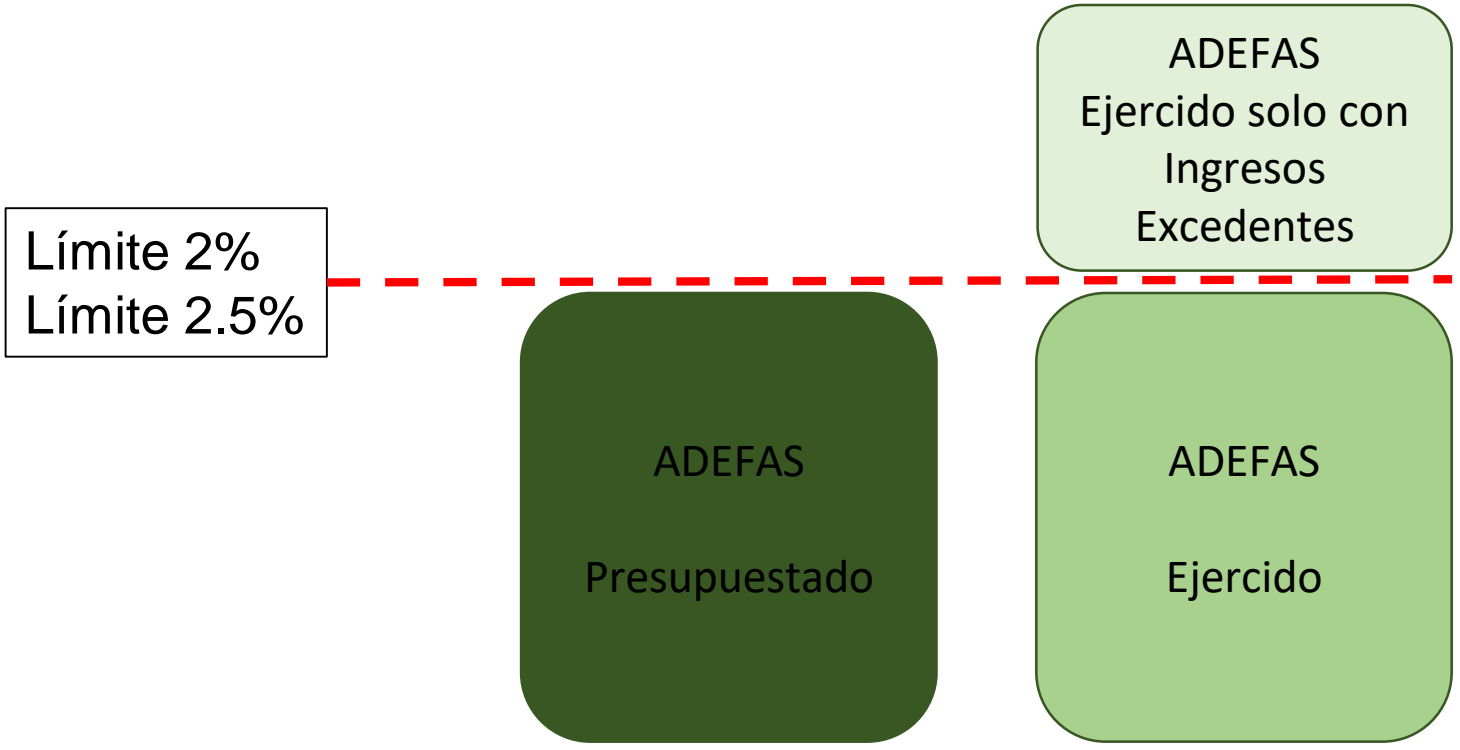 ADEFAS
Ejercido solo con
Ingresos
Excedentes
Límite 2%
Límite 2.5%
ADEFAS
Presupuestado
ADEFAS
Ejercido